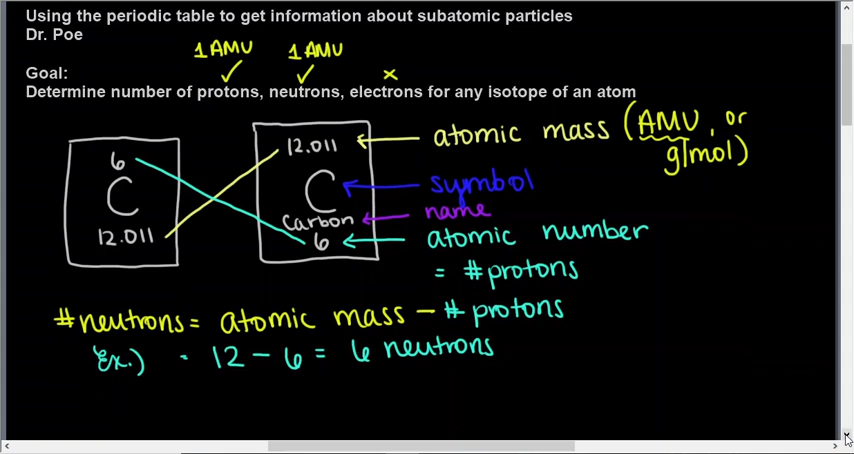 Using the periodic table to get information about subatomic particles
Dr. Poe
1 AMU 1 AMU
Goal: ✓ ✓ x
Determine number of protons, neutrons, electrons for any isotope of an atom
6
C
12.011
12.011
C
Carbon
6
atomic mass (AMU, or
g/mol)
symbol
name
atomic number
= # protons
# neutrons = atomic mass - # protons
Ex.) = 12 - 6 = 6 neutrons